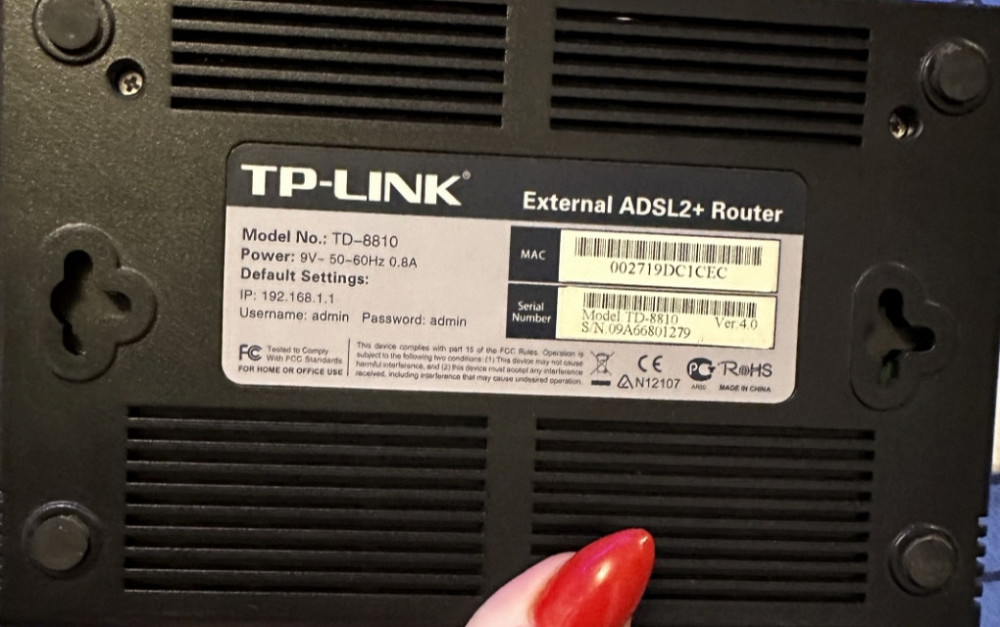 TP-LINK®
External ADSL2+ Router
Model No.: TD-8810
Power: 9V~ 50-60Hz 0.8A
Default Settings:
IP: 192.168.1.1
Username: admin Password: admin
MAC
002719DC1CEC
Serial
Number
Model TD-8810 Ver:4.0
S/N.09A66801279
FC Tested to Comply
With FCC Standards
FOR HOME OR OFFICE USE
This device complies with part 15 of the FCC Rules. Operation is
subject to the following two conditions: (1) This device may not cause
harmful interference, and (2) this device must accept any interference
received, including interference that may cause undesired operation.
CE
N12107
PG
АЯ80
RoHS
MADE IN CHINA